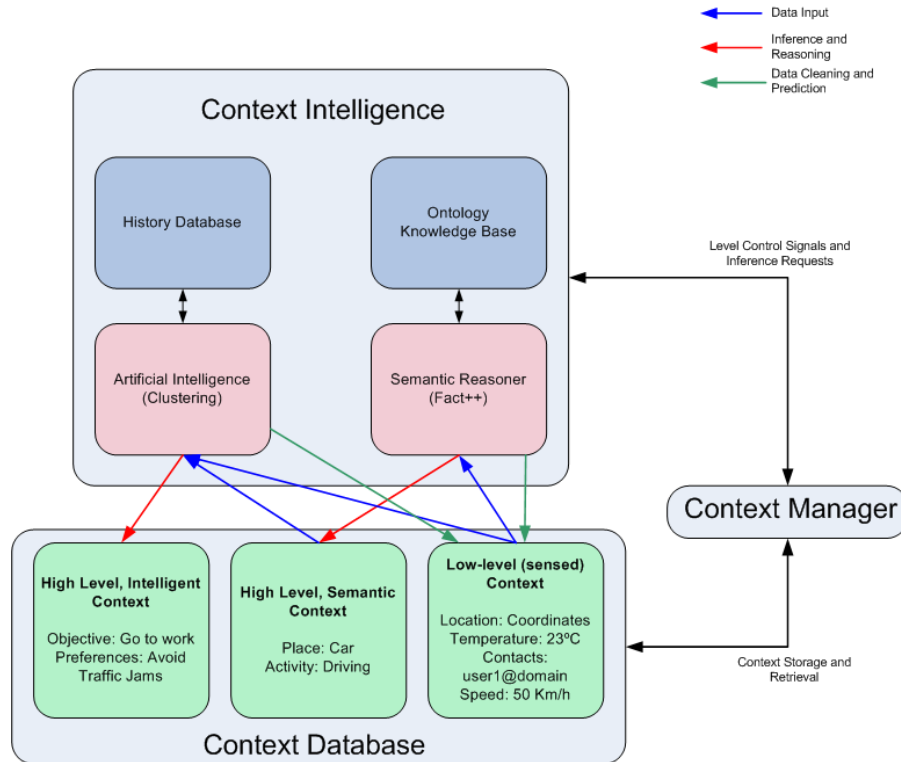 Data Input
Inference and
Reasoning
Data Cleaning and
Prediction
Context Intelligence
History Database
Ontology
Knowledge Base
Level Control Signals and
Inference Requests
Artificial Intelligence
(Clustering)
Semantic Reasoner
(Fact++)
Context Manager
High Level, Intelligent
Context
Objective: Go to work
Preferences: Avoid
Traffic Jams
High Level, Semantic
Context
Place: Car
Activity: Driving
Low-level (sensed)
Context
Location: Coordinates
Temperature: 23ºC
Contacts:
user1@domain
Speed: 50 Km/h
Context Storage and
Retrieval
Context Database